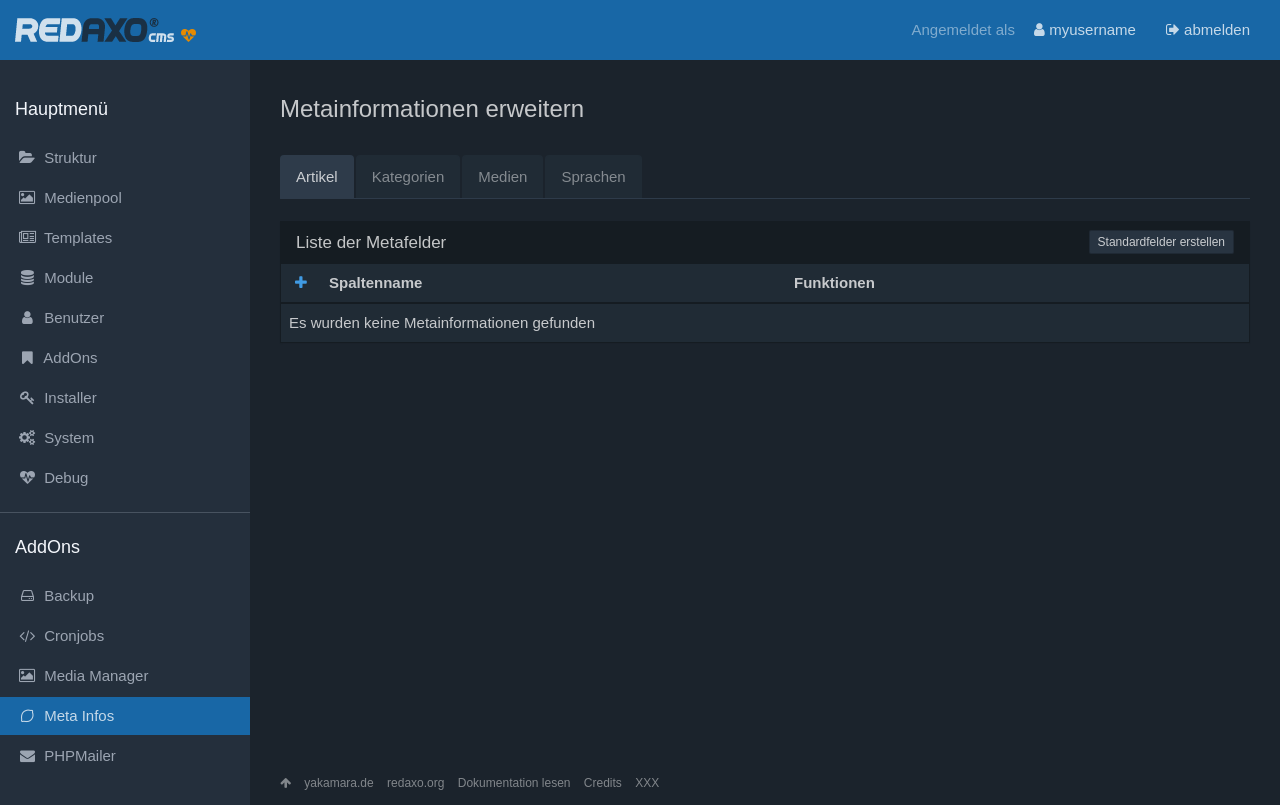 REDAXO® cms
Angemeldet als myusername abmelden
Hauptmenü
Struktur
Medienpool
Templates
Module
Benutzer
AddOns
Installer
System
Debug
AddOns
Backup
Cronjobs
Media Manager
Meta Infos
PHPMailer
Metainformationen erweitern
Artikel Kategorien Medien Sprachen
Liste der Metafelder Standardfelder erstellen
Spaltenname Funktionen
Es wurden keine Metainformationen gefunden
yakamara.de redaxo.org Dokumentation lesen Credits XXX